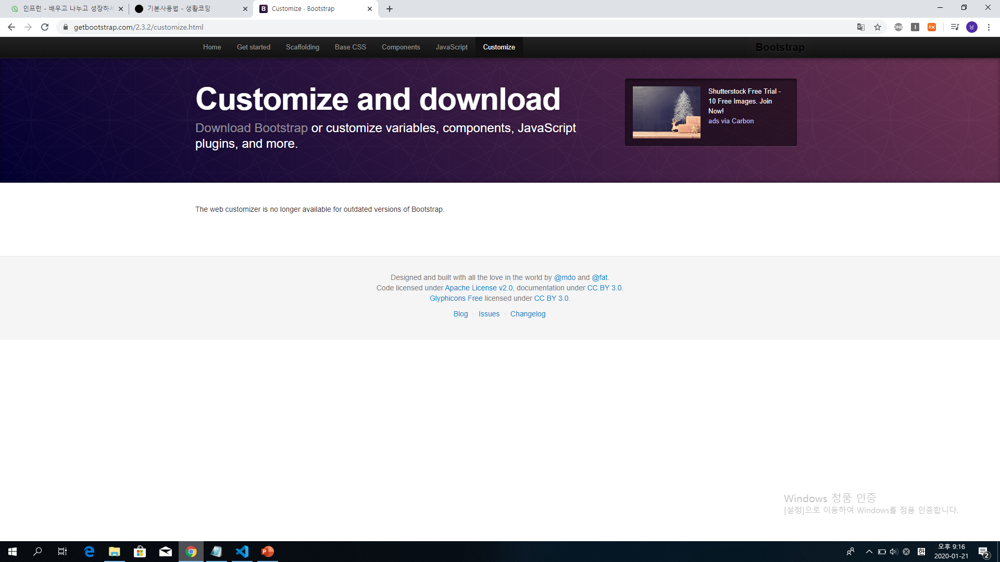 인프런 - 배우고 나누고 성장하세
기본사용법 - 생활코딩
Customize · Bootstrap
getbootstrap.com/2.3.2/customize.html
남
Home
Get started
Scaffolding
Base CSS
Components
JavaScript
Customize
Bootstrap
Customize and download
Download Bootstrap or customize variables, components, JavaScript
plugins, and more.
Shutterstock Free Trial -
10 Free Images. Join
Now!
ads via Carbon
The web customizer is no longer available for outdated versions of Bootstrap.
Designed and built with all the love in the world by @mdo and @fat.
Code licensed under Apache License v2.0, documentation under CC BY 3.0.
Glyphicons Free licensed under CC BY 3.0.
Blog · Issues · Changelog
Windows 정품 인증
[설정]으로 이동하여 Windows를 정품 인증합니다.
한
오후 9:16
2020-01-21
2